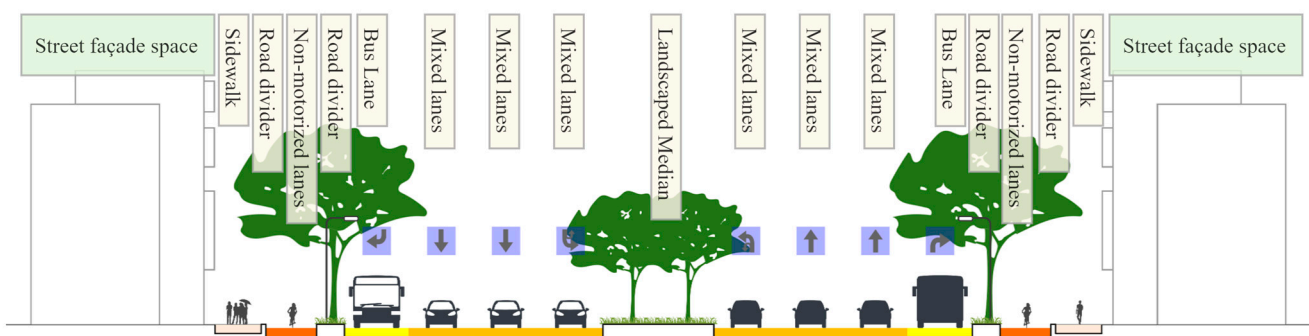 Street façade space
Sidewalk
Road divider
Non-motorized lanes
Road divider
Bus Lane
Mixed lanes
Mixed lanes
Mixed lanes
Landscaped Median
Mixed lanes
Mixed lanes
Mixed lanes
Bus Lane
Road divider
Non-motorized lanes
Road divider
Sidewalk
Street façade space